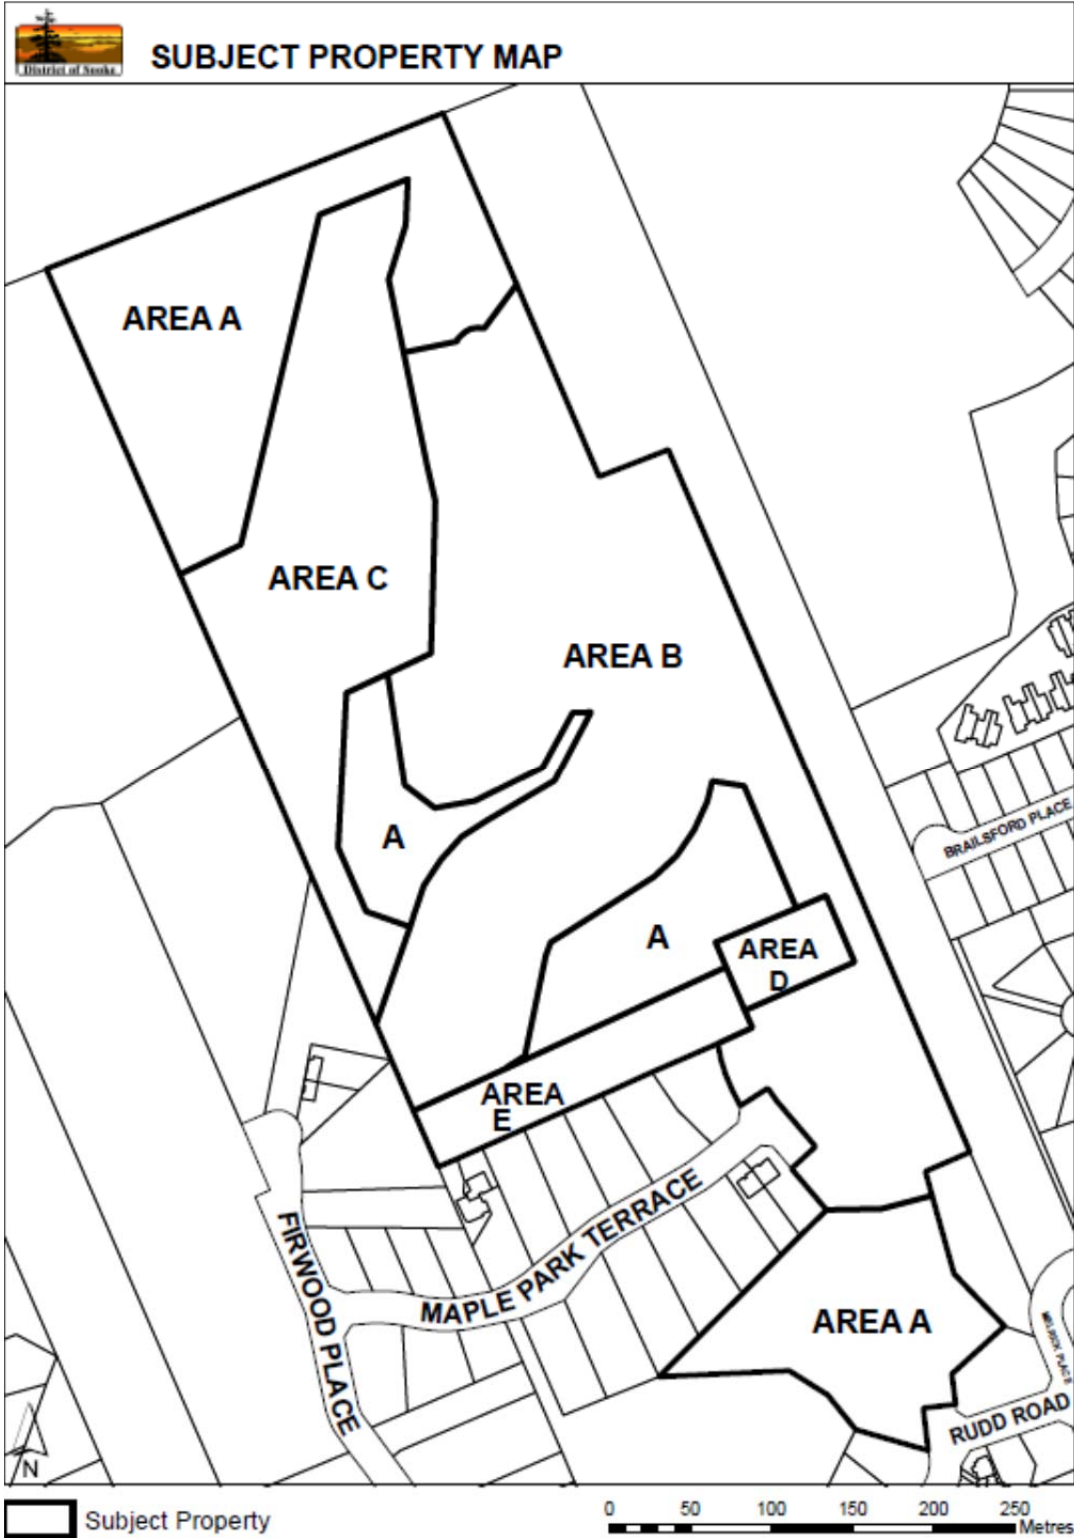 District of Sooke
SUBJECT PROPERTY MAP
AREA A
AREA C
AREA B
BRAILSFORD PLACE
A
A
AREA
D
AREA
E
MAPLE PARK TERRACE
FIRWOOD PLACE
AREA A
RUDD ROAD
N
Subject Property
0 50 100 150 200 250
Metres